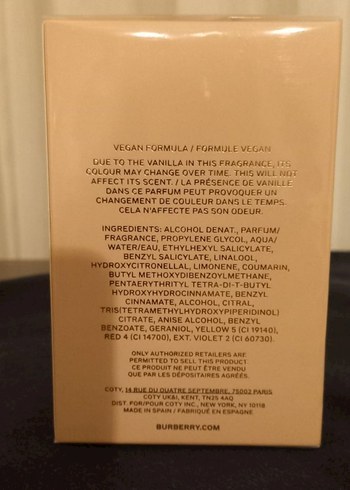 VEGAN FORMULA / FORMULE VEGAN
DUE TO THE VANILLA IN THIS FRAGRANCE, ITS
COLOUR MAY CHANGE OVER TIME. THIS WILL NOT
AFFECT ITS SCENT. / LA PRÉSENCE DE VANILLE
DANS CE PARFUM PEUT PROVOQUER UN
CHANGEMENT DE COULEUR DANS LE TEMPS.
CELA N'AFFECTE PAS SON ODEUR.
INGREDIENTS: ALCOHOL DENAT., PARFUM/
FRAGRANCE, PROPYLENE GLYCOL, AQUA/
WATER/EAU, ETHYLHEXYL SALICYLATE,
BENZYL SALICYLATE, LINALOOL,
HYDROXYCITRONELLAL, LIMONENE, COUMARIN,
BUTYL METHOXYDIBENZOYLMETHANE,
PENTAERYTHRITYL TETRA-DI-T-BUTYL
HYDROXYHYDROCINNAMATE, BENZYL
CINNAMATE, ALCOHOL, CITRAL,
TRIS(TETRAMETHYLHYDROXYPIPERIDINOL)
CITRATE, ANISE ALCOHOL, BENZYL
BENZOATE, GERANIOL, YELLOW 5 (CI 19140),
RED 4 (CI 14700), EXT. VIOLET 2 (CI 60730).
ONLY AUTHORIZED RETAILERS ARE
PERMITTED TO SELL THIS PRODUCT
CE PRODUIT NE PEUT ÊTRE VENDU
QUE PAR LES DÉPOSITAIRES AGRÉÉS.
COTY, 14 RUE DU QUATRE SEPTEMBRE, 75002 PARIS
COTY UK&I, KENT, TN25 4AQ
DIST. FOR/POUR COTY INC., NEW YORK, NY 10118
MADE IN SPAIN / FABRIQUÉ EN ESPAGNE
BURBERRY.COM